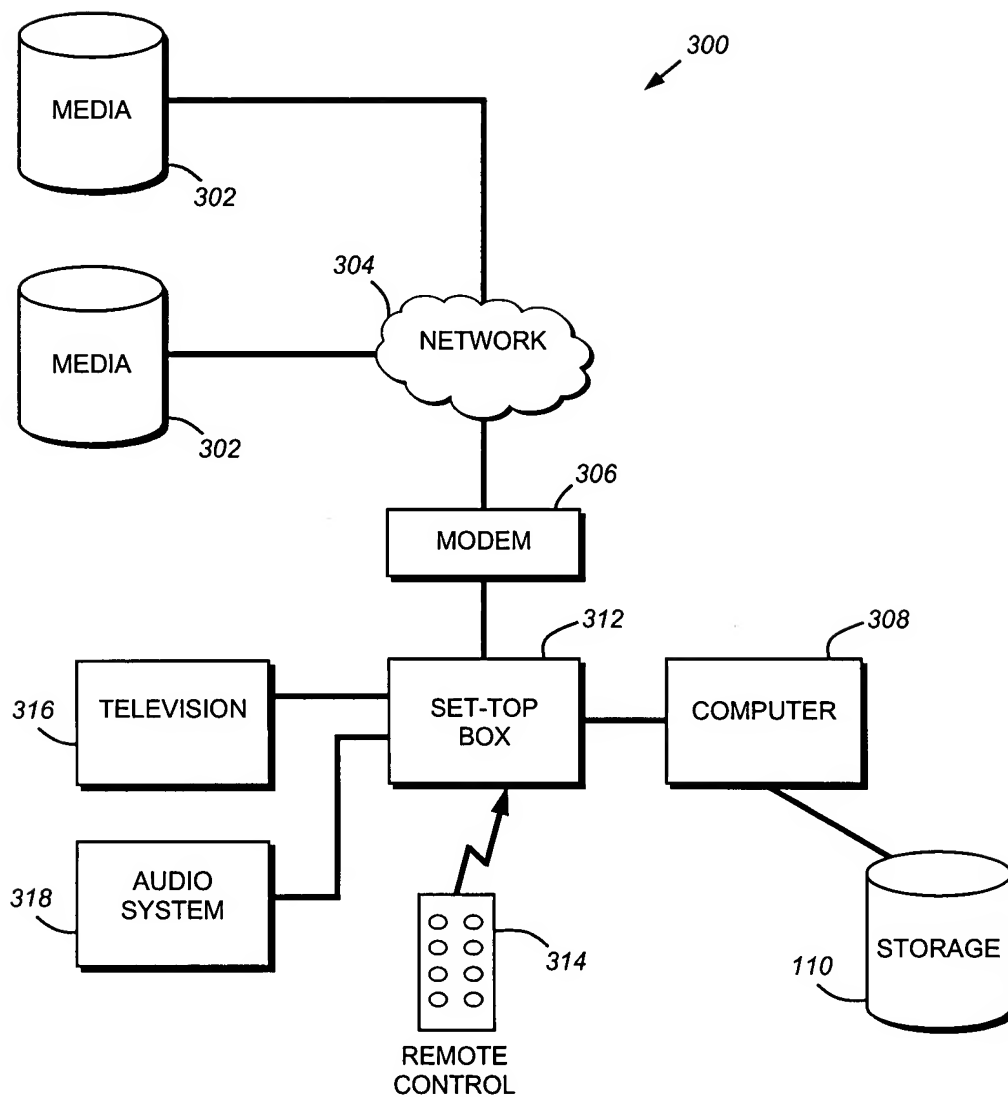 300
MEDIA
302
304
NETWORK
MEDIA
302
306
MODEM
312
308
TELEVISION
316
SET-TOP
BOX
COMPUTER
AUDIO
SYSTEM
318
314
STORAGE
110
REMOTE
CONTROL